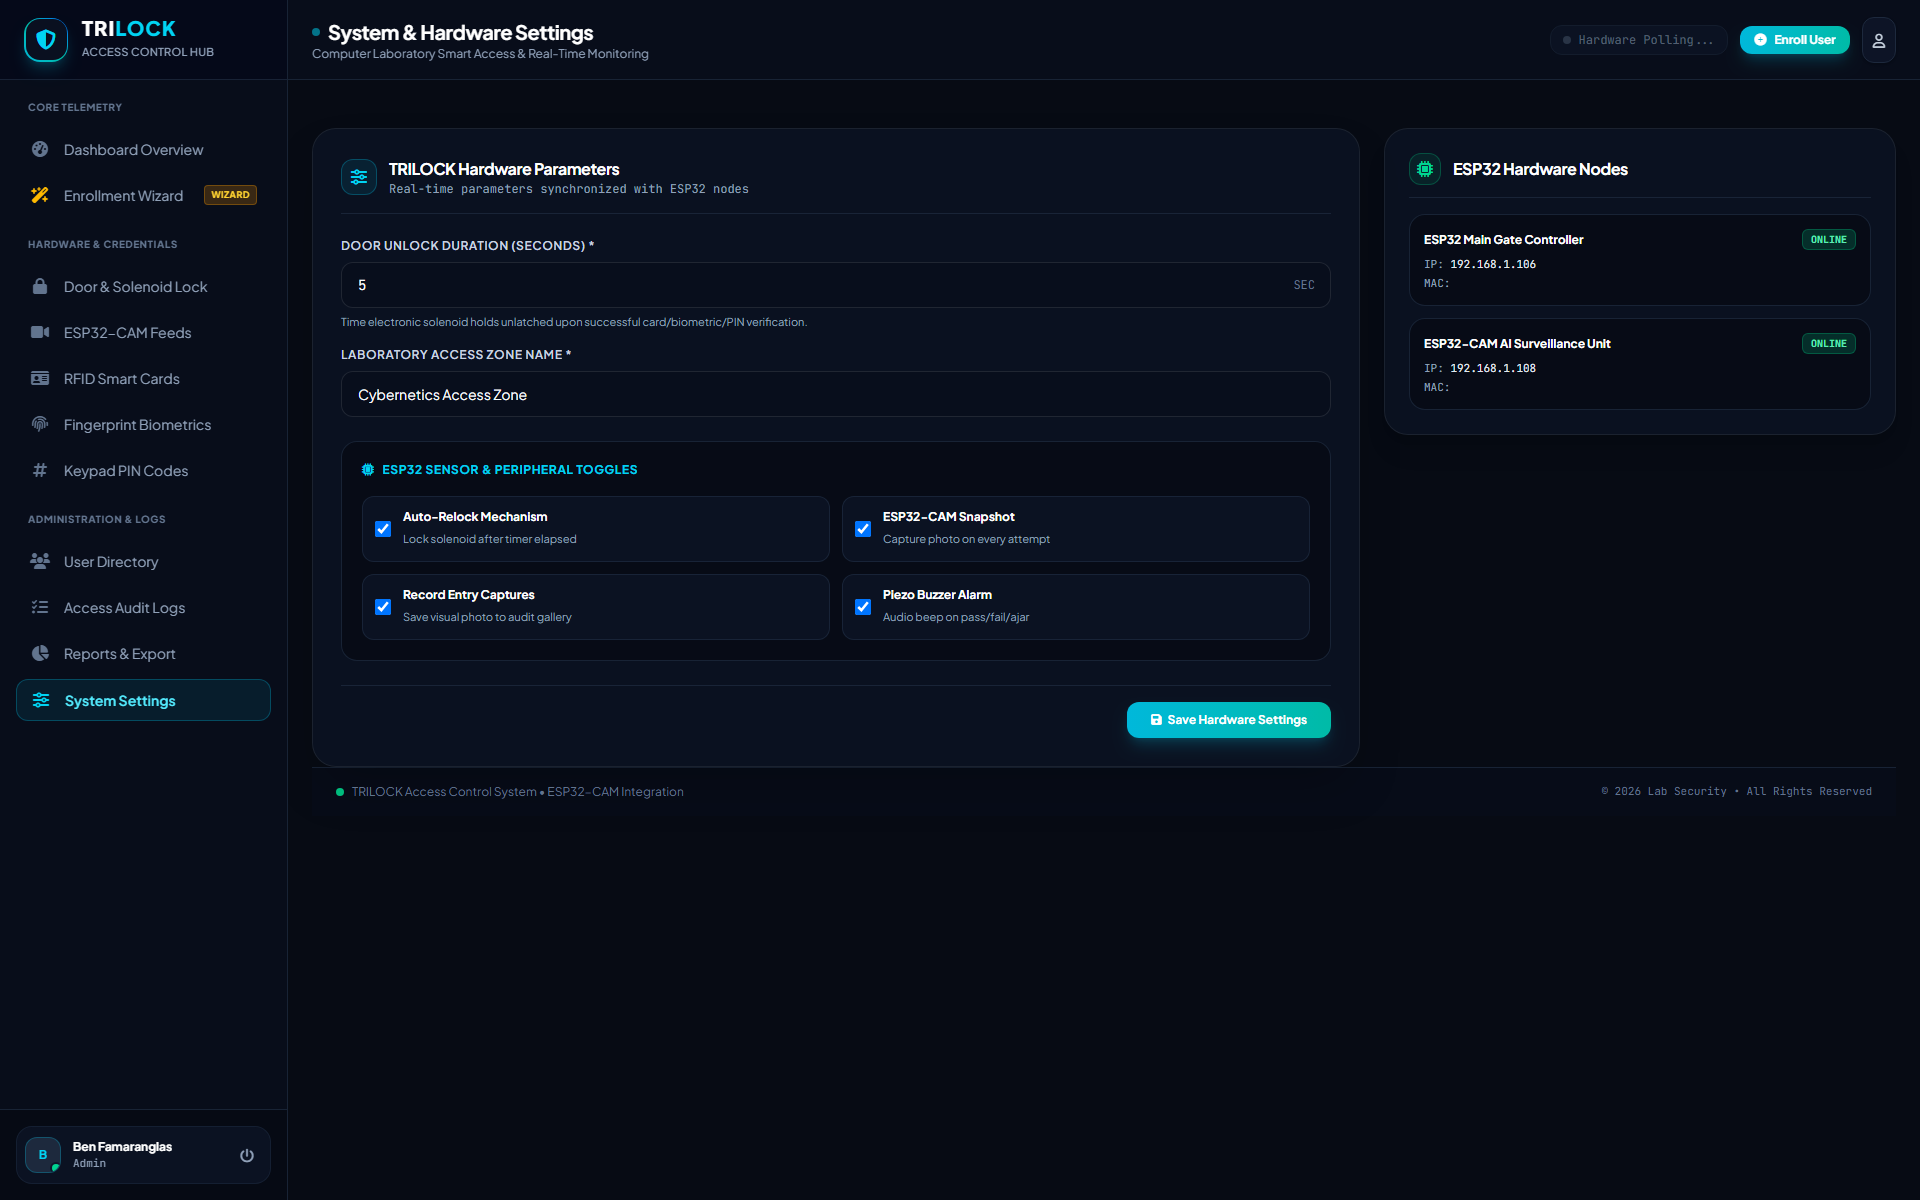 TRILOCK
ACCESS CONTROL HUB
CORE TELEMETRY
Dashboard Overview
Enrollment Wizard
WIZARD
HARDWARE & CREDENTIALS
Door & Solenoid Lock
ESP32-CAM Feeds
RFID Smart Cards
Fingerprint Biometrics
Keypad PIN Codes
ADMINISTRATION & LOGS
User Directory
Access Audit Logs
Reports & Export
System Settings
B
Ben Famaranglas
Admin
System & Hardware Settings
Computer Laboratory Smart Access & Real-Time Monitoring
Hardware Polling...
Enroll User
TRILOCK Hardware Parameters
Real-time parameters synchronized with ESP32 nodes
DOOR UNLOCK DURATION (SECONDS) *
5
SEC
Time electronic solenoid holds unlatched upon successful card/biometric/PIN verification.
LABORATORY ACCESS ZONE NAME *
Cybernetics Access Zone
ESP32 SENSOR & PERIPHERAL TOGGLES
Auto-Relock Mechanism
Lock solenoid after timer elapsed
ESP32-CAM Snapshot
Capture photo on every attempt
Record Entry Captures
Save visual photo to audit gallery
Piezo Buzzer Alarm
Audio beep on pass/fail/ajar
Save Hardware Settings
ESP32 Hardware Nodes
ESP32 Main Gate Controller
ONLINE
IP: 192.168.1.106
MAC:
ESP32-CAM AI Surveillance Unit
ONLINE
IP: 192.168.1.108
MAC:
TRILOCK Access Control System • ESP32-CAM Integration
© 2026 Lab Security • All Rights Reserved